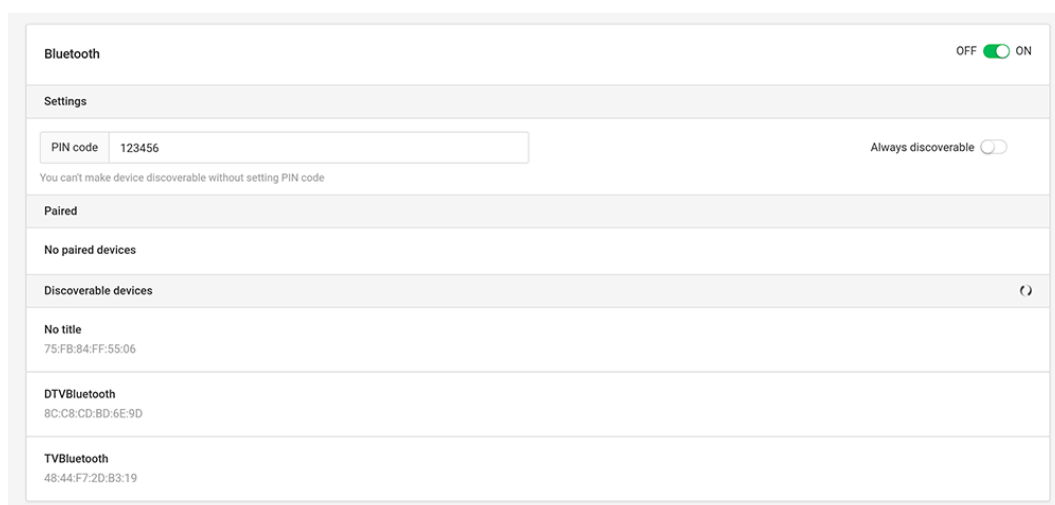 Bluetooth OFF ON
Settings
PIN code 123456 Always discoverable
You can't make device discoverable without setting PIN code
Paired
No paired devices
Discoverable devices
No title
75:FB:84:FF:55:06
DTVBluetooth
8C:C8:CD:BD:6E:9D
TVBluetooth
48:44:F7:2D:B3:19